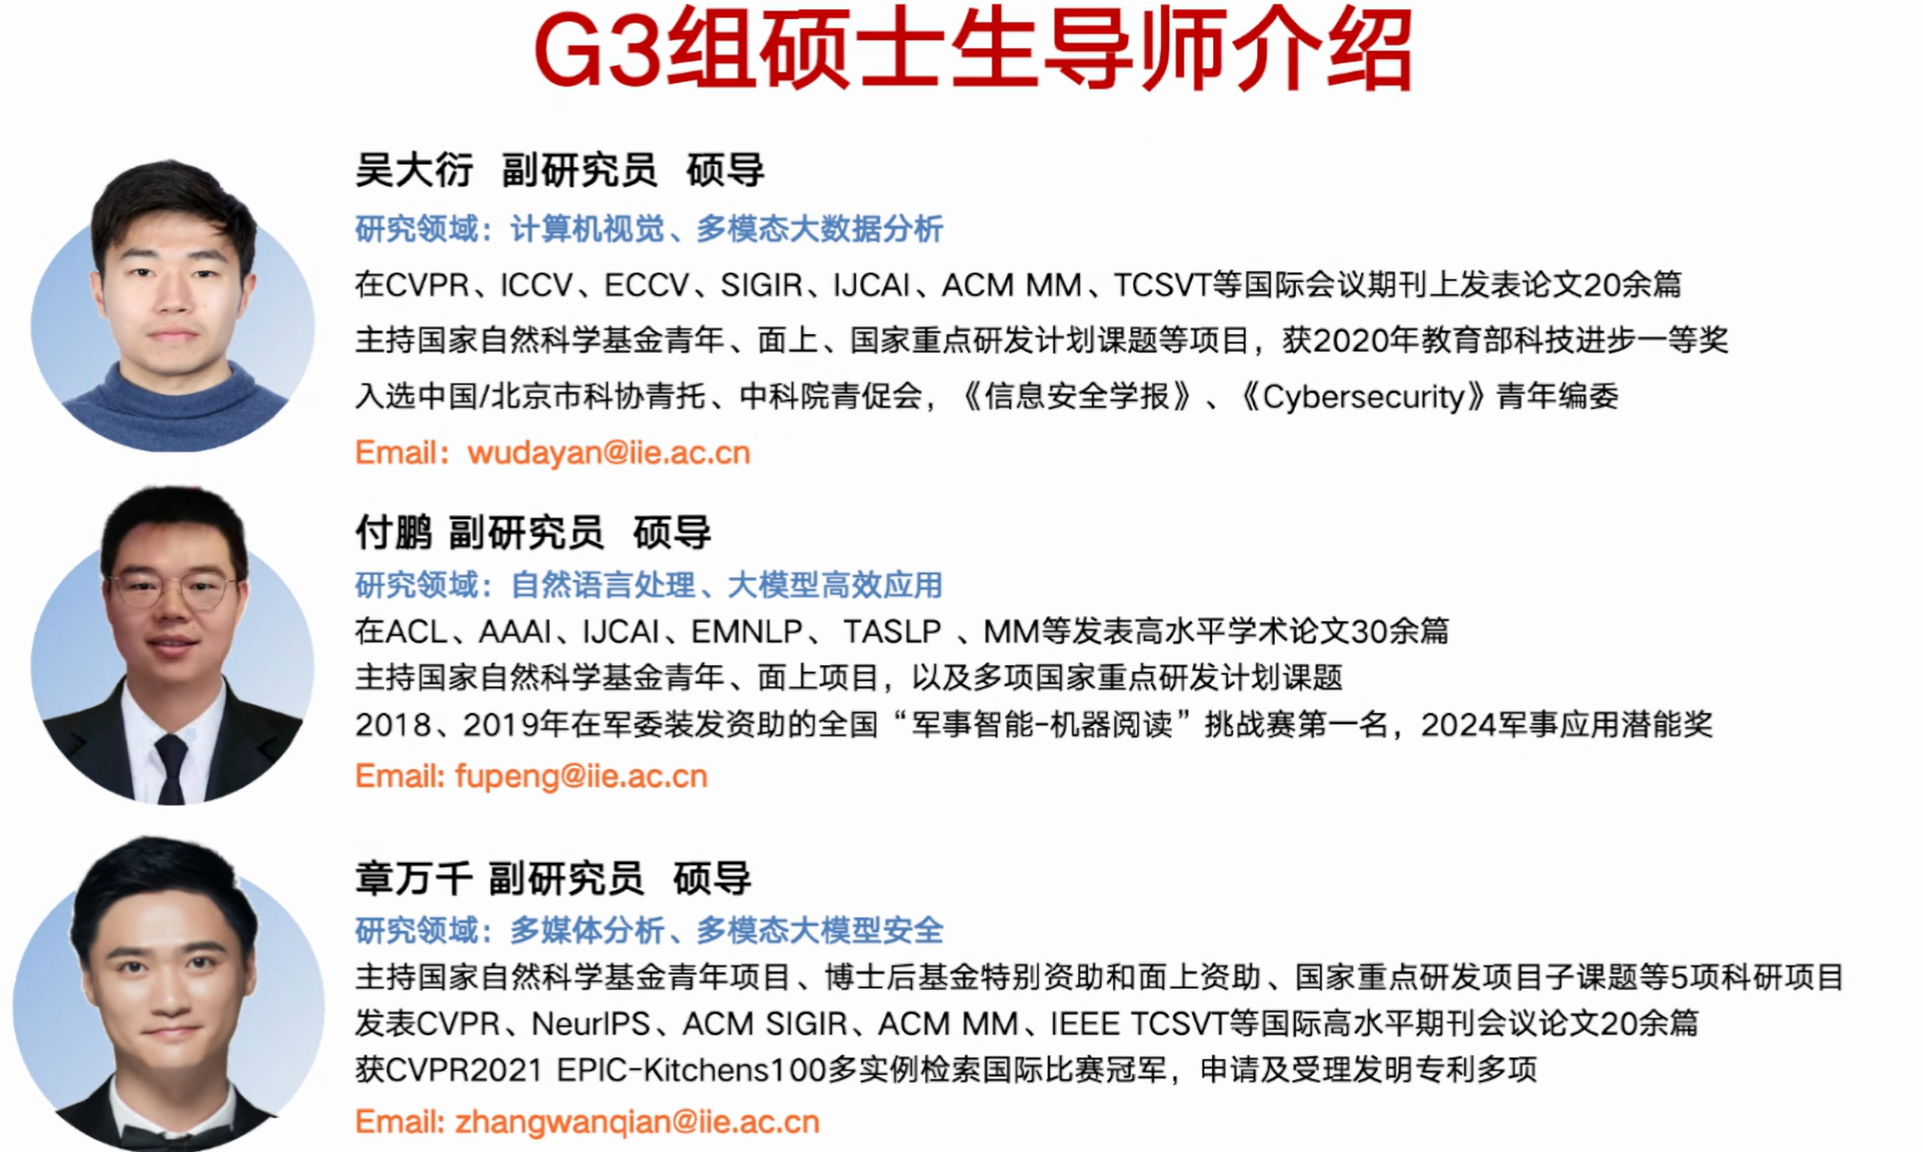 G3组硕士生导师介绍
吴大衍 副研究员 硕导
研究领域：计算机视觉、多模态大数据分析
在CVPR、ICCV、ECCV、SIGIR、IJCAI、ACM MM、TCSVT等国际会议期刊上发表论文20余篇
主持国家自然科学基金青年、面上、国家重点研发计划课题等项目，获2020年教育部科技进步一等奖
入选中国/北京市科协青托、中科院青促会，《信息安全学报》、《Cybersecurity》青年编委
Email：wudayan@iie.ac.cn
付鹏 副研究员 硕导
研究领域：自然语言处理、大模型高效应用
在ACL、AAAI、IJCAI、EMNLP、 TASLP 、MM等发表高水平学术论文30余篇
主持国家自然科学基金青年、面上项目，以及多项国家重点研发计划课题
2018、2019年在军委装发资助的全国“军事智能-机器阅读”挑战赛第一名，2024军事应用潜能奖
Email: fupeng@iie.ac.cn
章万千 副研究员 硕导
研究领域：多媒体分析、多模态大模型安全
主持国家自然科学基金青年项目、博士后基金特别资助和面上资助、国家重点研发项目子课题等5项科研项目
发表CVPR、NeurIPS、ACM SIGIR、ACM MM、IEEE TCSVT等国际高水平期刊会议论文20余篇
获CVPR2021 EPIC-Kitchens100多实例检索国际比赛冠军，申请及受理发明专利多项
Email: zhangwanqian@iie.ac.cn